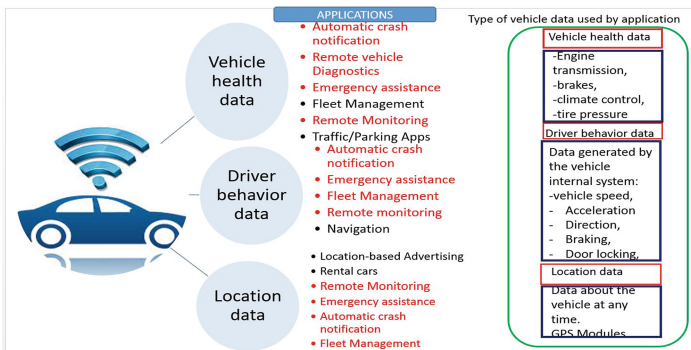 APPLICATIONS
Type of vehicle data used by application
Vehicle
health
data
• Automatic crash
notification
• Remote vehicle
Diagnostics
• Emergency assistance
• Fleet Management
• Remote Monitoring
• Traffic/Parking Apps
Driver
behavior
data
• Automatic crash
notification
• Emergency assistance
• Fleet Management
• Remote monitoring
• Navigation
Location
data
• Location-based Advertising
• Rental cars
• Remote Monitoring
• Emergency assistance
• Automatic crash
notification
• Fleet Management
Vehicle health data
-Engine
transmission,
-brakes,
-climate control,
-tire pressure
Driver behavior data
Data generated by
the vehicle
internal system:
-vehicle speed,
- Acceleration
- Direction,
- Braking,
- Door locking,
Location data
Data about the
vehicle at any
time.
GPS Modules